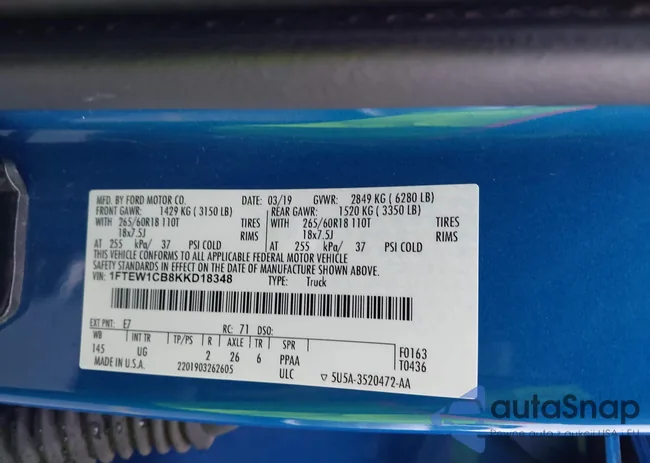 MFD. BY FORD MOTOR CO. DATE: 03/19 GVWR: 2849 KG ( 6280 LB)
FRONT GAWR: 1429 KG ( 3150 LB) REAR GAWR: 1520 KG ( 3350 LB)
WITH 265/60R18 110T TIRES WITH 265/60R18 110T TIRES
18x7.5J RIMS 18x7.5J RIMS
AT 255 kPa/ 37 PSI COLD AT 255 kPa/ 37 PSI COLD
THIS VEHICLE CONFORMS TO ALL APPLICABLE FEDERAL MOTOR VEHICLE
SAFETY STANDARDS IN EFFECT ON THE DATE OF MANUFACTURE SHOWN ABOVE.
VIN: 1FTEW1CB8KKD18348 TYPE: Truck
EXT PNT: E7 RC: 71 DSO:
WB INT TR TP/PS R AXLE TR SPR
145 UG 2 26 6 PPAA
F0163
T0436
MADE IN U.S.A. 2201903262605 ULC ▽ 5U5A-3520472-AA
autaSnap
Pewne auta z aukcji USA i EU